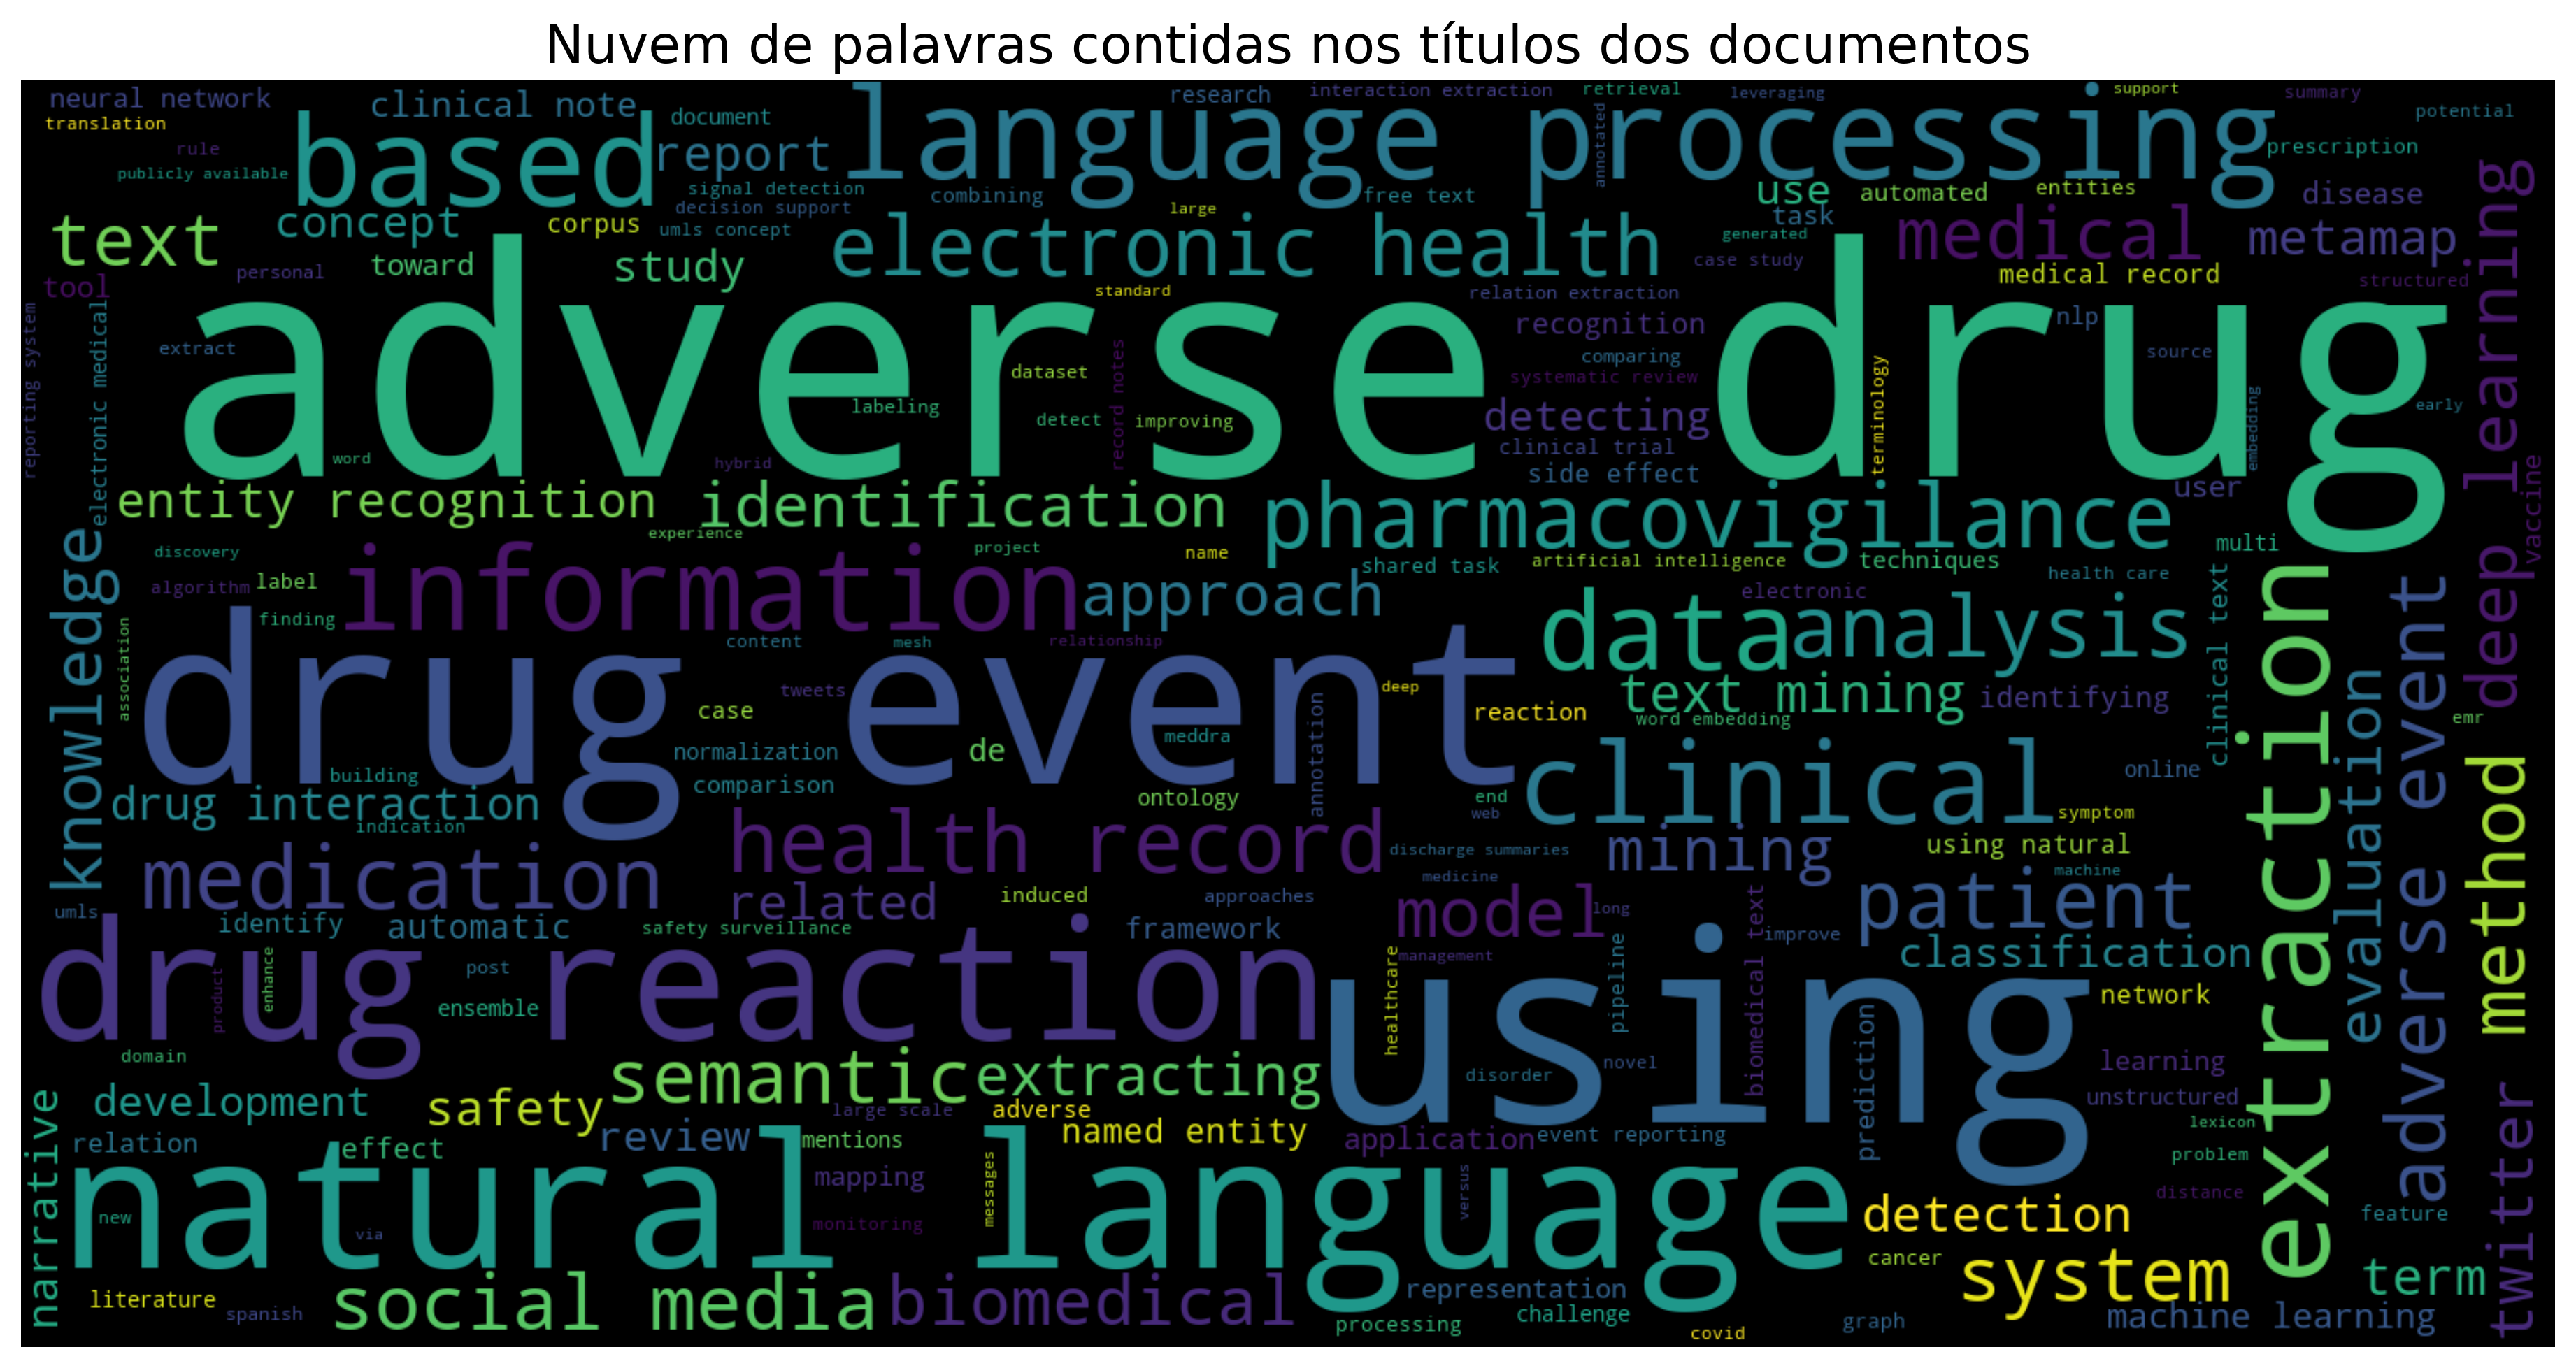 Nuvem de palavras contidas nos títulos dos documentos
neural network
clinical note
research
interaction extraction
retrieval
leveraging
support
summary
translation
document
language processing
annotated
potential
rule
based
report
prescription
publicly available
signal detection
combining
free text
use
automated
entities
disease
decision support
large
task
text
concept
corpus
umls concept
electronic health
generated
medical
metamap
deep learning
personal
toward
study
case study
medical record
tool
standard
relation extraction
structured
reporting system
electronic medical
adverse drug
recognition
nlp
extract
dataset
record notes
comparing
source
systematic review
terminology
labeling
detect
improving
detecting
early
embedding
word
hybrid
clinical trial
side effect
user
vaccine
entity recognition
identification
pharmacovigilance
experience
knowledge
discovery
project
name
shared task
artificial intelligence
techniques
multi
algorithm
label
information
approach
electronic
health care
clinical text
extraction
adverse event
finding
association
content
mesh
relationship
data
analysis
drug event
tweets
deep
text mining
identifying
case
reaction
word embedding
emr
normalization
de
meddra
annotation
evaluation
method
building
comparison
clinical
online
drug interaction
ontology
end
web
symptom
indication
health record
mining
using natural
discharge summaries
medication
related
induced
approaches
medicine
machine
patient
umls
identify
automatic
safety surveillance
framework
model
long
biomedical text
improve
classification
drug reaction
product
enhance
post
ensemble
healthcare
management
pipeline
using
network
domain
semantic
extracting
disorder
novel
prediction
learning
unstructured
narrative
development
safety
large scale
adverse
lexicon
relation
effect
review
mentions
named entity
application
event reporting
problem
twitter
natural language
mapping
messages
versus
distance
new
via
monitoring
detection
feature
cancer
system
term
literature
spanish
social media
biomedical
representation
challenge
processing
covid
graph
machine learning